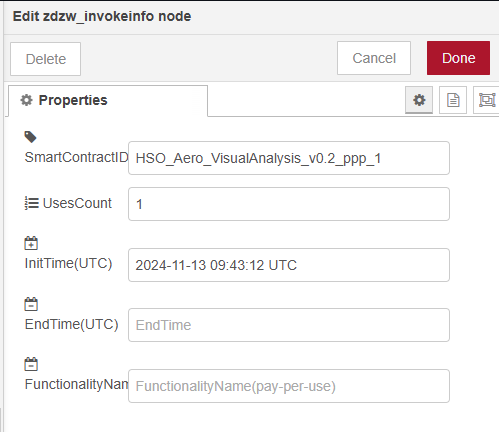 Edit zdzw_invokeinfo node
Delete
Cancel
Done
Properties
SmartContractID
HSO_Aero_VisualAnalysis_v0.2_ppp_1
UsesCount
1
InitTime(UTC)
2024-11-13 09:43:12 UTC
EndTime(UTC)
EndTime
FunctionalityNam
FunctionalityName(pay-per-use)